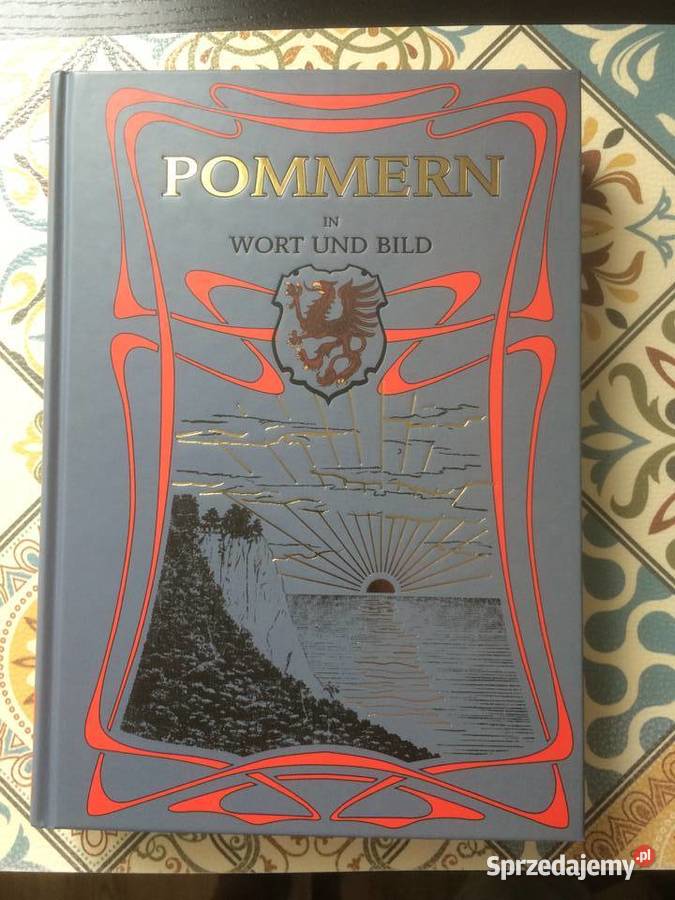 POMMERN
IN
WORT UND BILD
Sprzedajemy.pl